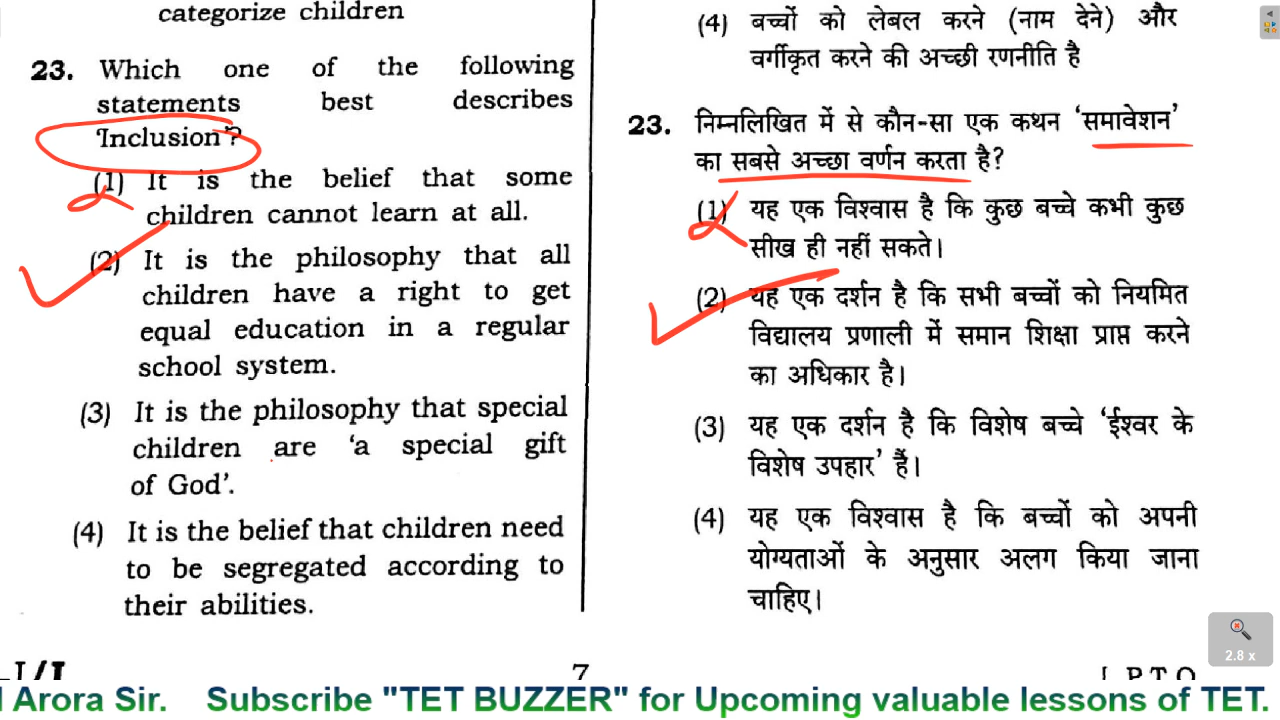 categorize children
23. Which one of the following
statements best describes
'Inclusion'?
(1) It is the belief that some
children cannot learn at all.
(2) It is the philosophy that all
children have a right to get
equal education in a regular
school system.
(3) It is the philosophy that special
children are 'a special gift
of God'.
(4) It is the belief that children need
to be segregated according to
their abilities.
(4) बच्चों को लेबल करने (नाम देने) और
वर्गीकृत करने की अच्छी रणनीति है
23. निम्नलिखित में से कौन-सा एक कथन 'समावेशन'
का सबसे अच्छा वर्णन करता है?
(1) यह एक विश्वास है कि कुछ बच्चे कभी कुछ
सीख ही नहीं सकते।
(2) यह एक दर्शन है कि सभी बच्चों को नियमित
विद्यालय प्रणाली में समान शिक्षा प्राप्त करने
का अधिकार है।
(3) यह एक दर्शन है कि विशेष बच्चे 'ईश्वर के
विशेष उपहार' हैं।
(4) यह एक विश्वास है कि बच्चों को अपनी
योग्यताओं के अनुसार अलग किया जाना
चाहिए।
2.8 x
I/I
7
[ P.T.O.
Arora Sir. Subscribe "TET BUZZER" for Upcoming valuable lessons of TET.